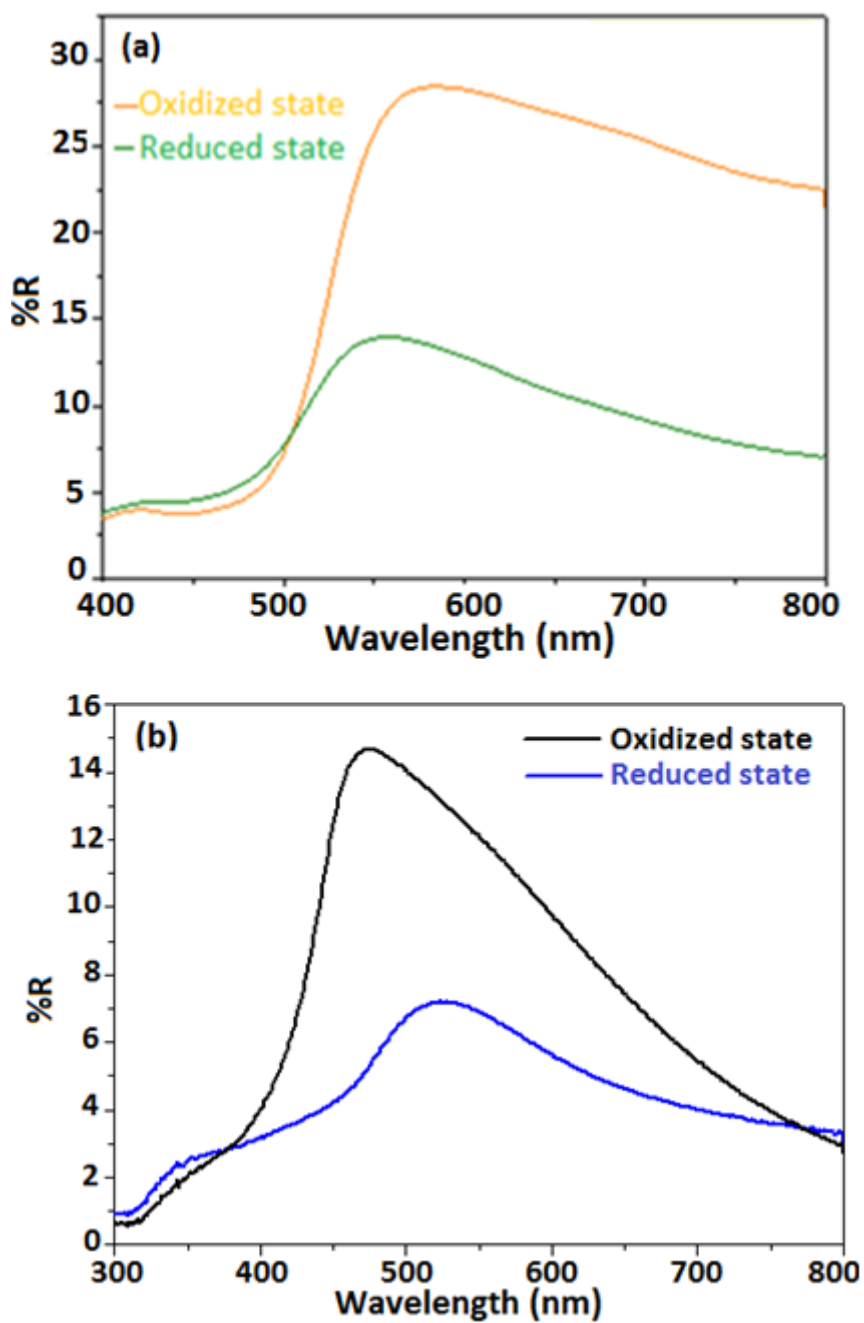 (a)
Oxidized state
Reduced state
30
25
20
15
10
5
0
%R
400 500 600 700 800
Wavelength (nm)
(b)
Oxidized state
Reduced state
16
14
12
10
8
6
4
2
0
%R
300 400 500 600 700 800
Wavelength (nm)